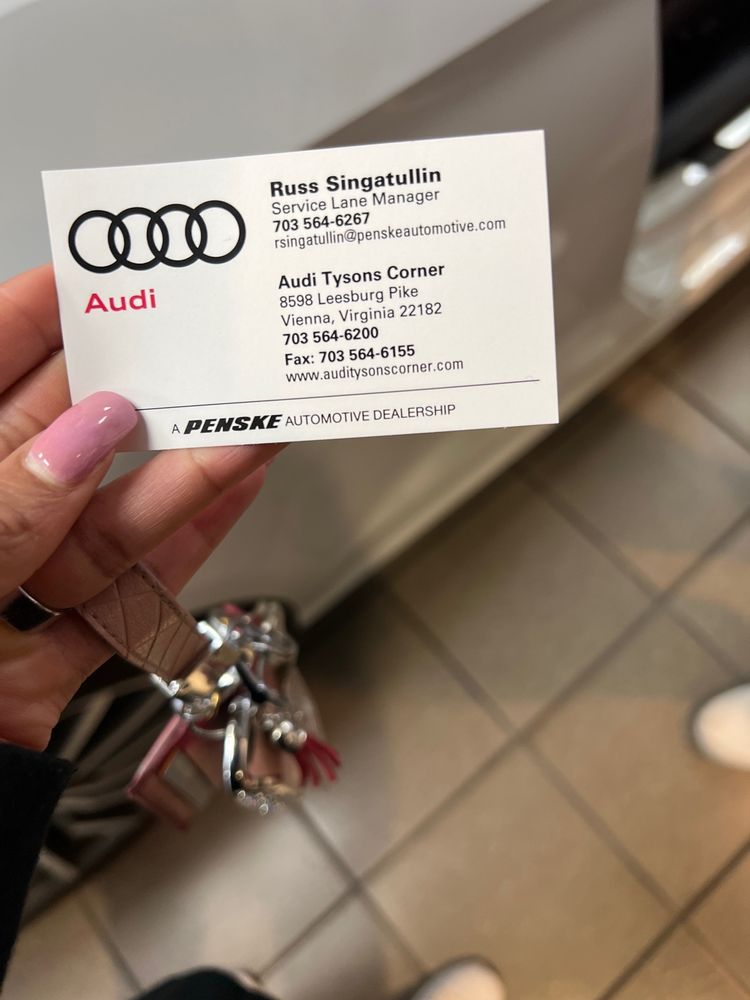 Audi
Russ Singatullin
Service Lane Manager
703 564-6267
rsingatullin@penskeautomotive.com
Audi Tysons Corner
8598 Leesburg Pike
Vienna, Virginia 22182
703 564-6200
Fax: 703 564-6155
www.auditysonscorner.com
A PENSKE AUTOMOTIVE DEALERSHIP